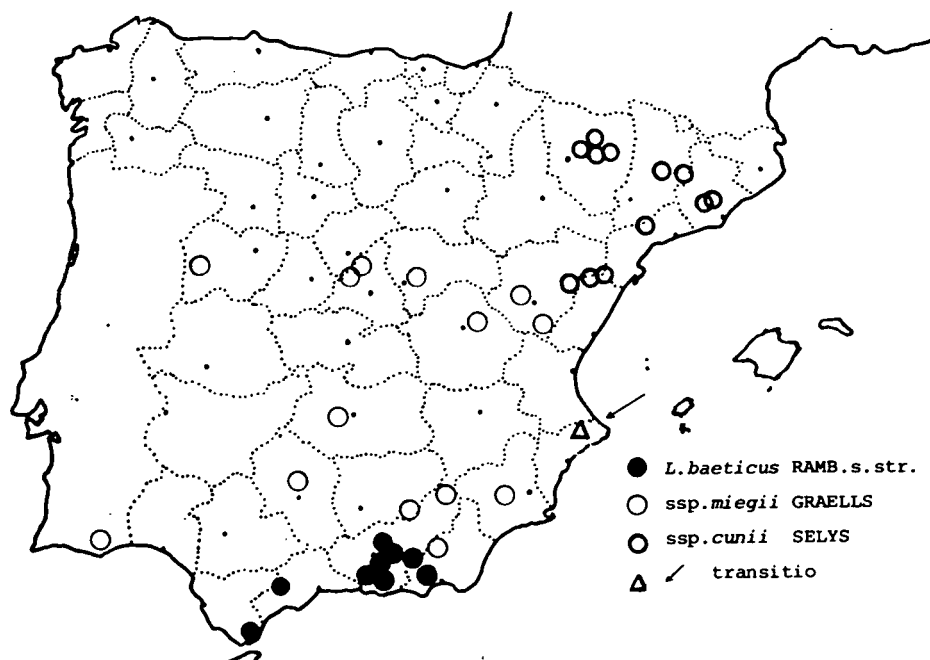 L.baeticus RAMB.s.str.
ssp.miegii GRAELLS
ssp.cunii SELYS
transitio